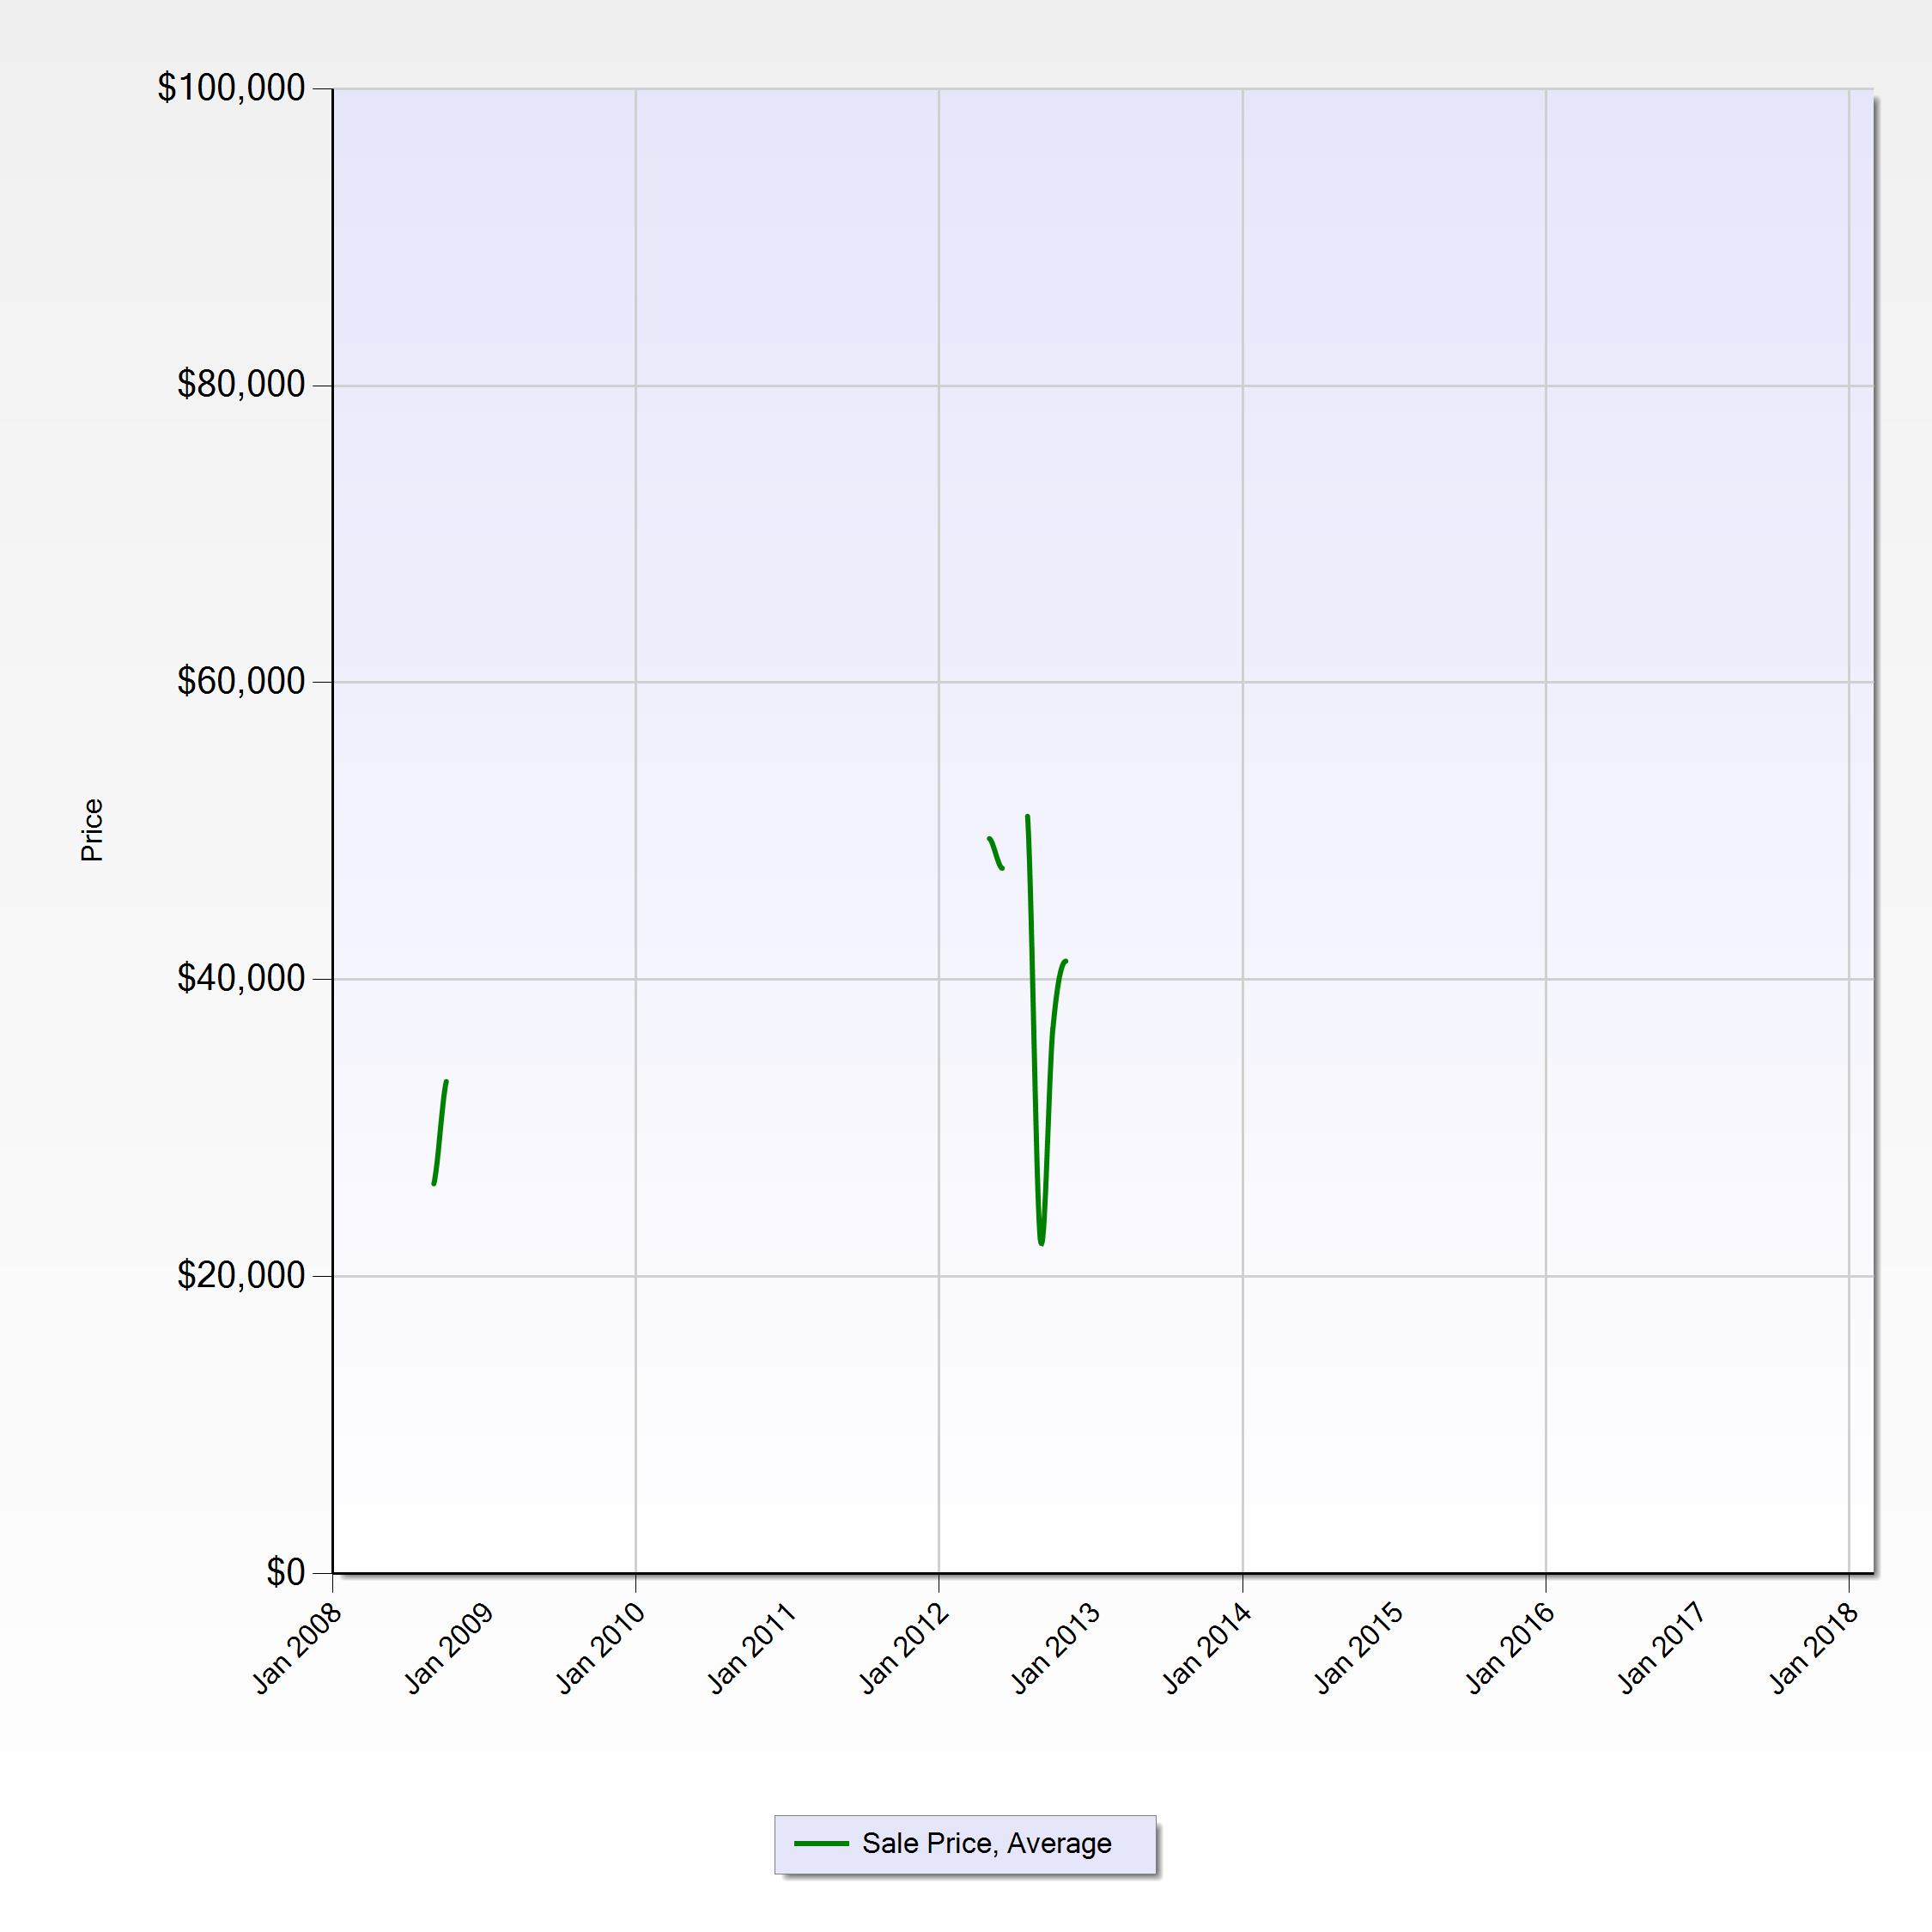 $100,000
$80,000
$60,000
Price
$40,000
$20,000
$0
Jan 2008
Jan 2009
Jan 2010
Jan 2011
Jan 2012
Jan 2013
Jan 2014
Jan 2015
Jan 2016
Jan 2017
Jan 2018
Sale Price, Average